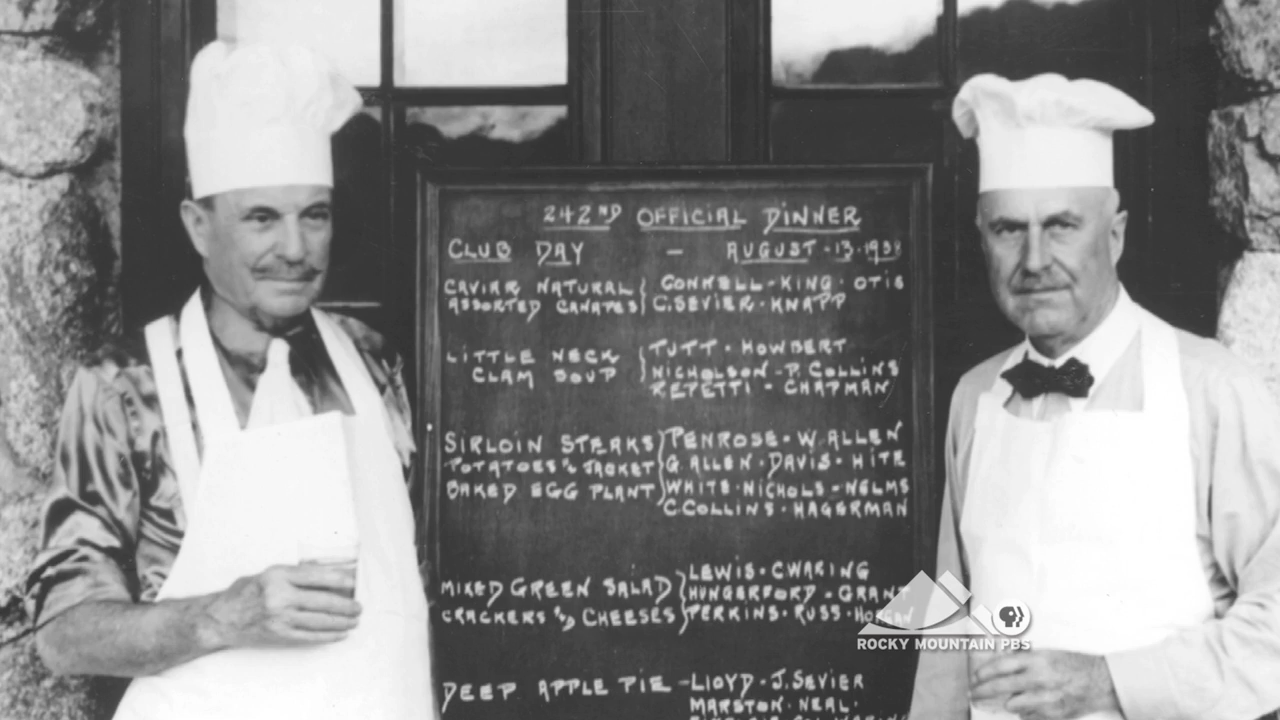 242ND OFFICIAL DINNER
CLUB DAY - AUGUST-13-1938
CAVIAR NATURAL { CONNELL-KING-OTIS
ASSORTED CANAPES { C.SEVIER-KNAPP
LITTLE NECK { TUTT-HOWBERT
CLAM SOUP { NICHOLSON-P.COLLINS
REPETTI-CHAPMAN
SIRLOIN STEAKS } PENROSE-W.ALLEN
POTATOES IN JACKET } G.ALLEN-DAVIS-HITE
BAKED EGG PLANT } WHITE-NICHOLS-NELMS
C.COLLINS-HAGERMAN
LEWIS-C.WARING
MIXED GREEN SALAD } HUNGERFORD-GRANT
CRACKERS AND CHEESES } PERKINS-RUSS-HORGAN
DEEP APPLE PIE - LLOYD-J.SEVIER
MARSTON-NEAL-
ROCKY MOUNTAIN PBS